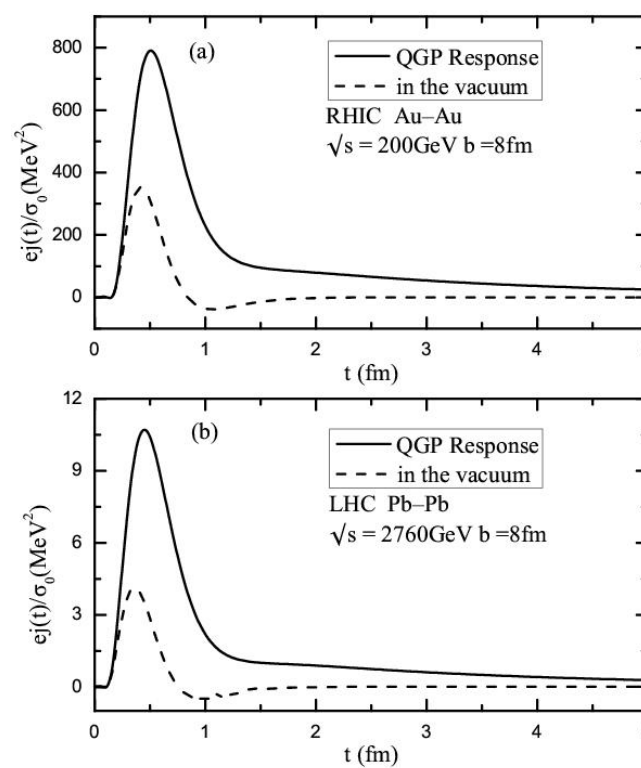 800
600
400
200
0
ej(t)/σ₀(MeV²)
(a)
QGP Response
in the vacuum
RHIC Au–Au
√s = 200GeV b =8fm
0 1 2 3 4
t (fm)
12
9
6
3
0
ej(t)/σ₀(MeV²)
(b)
QGP Response
in the vacuum
LHC Pb–Pb
√s = 2760GeV b =8fm
0 1 2 3 4
t (fm)